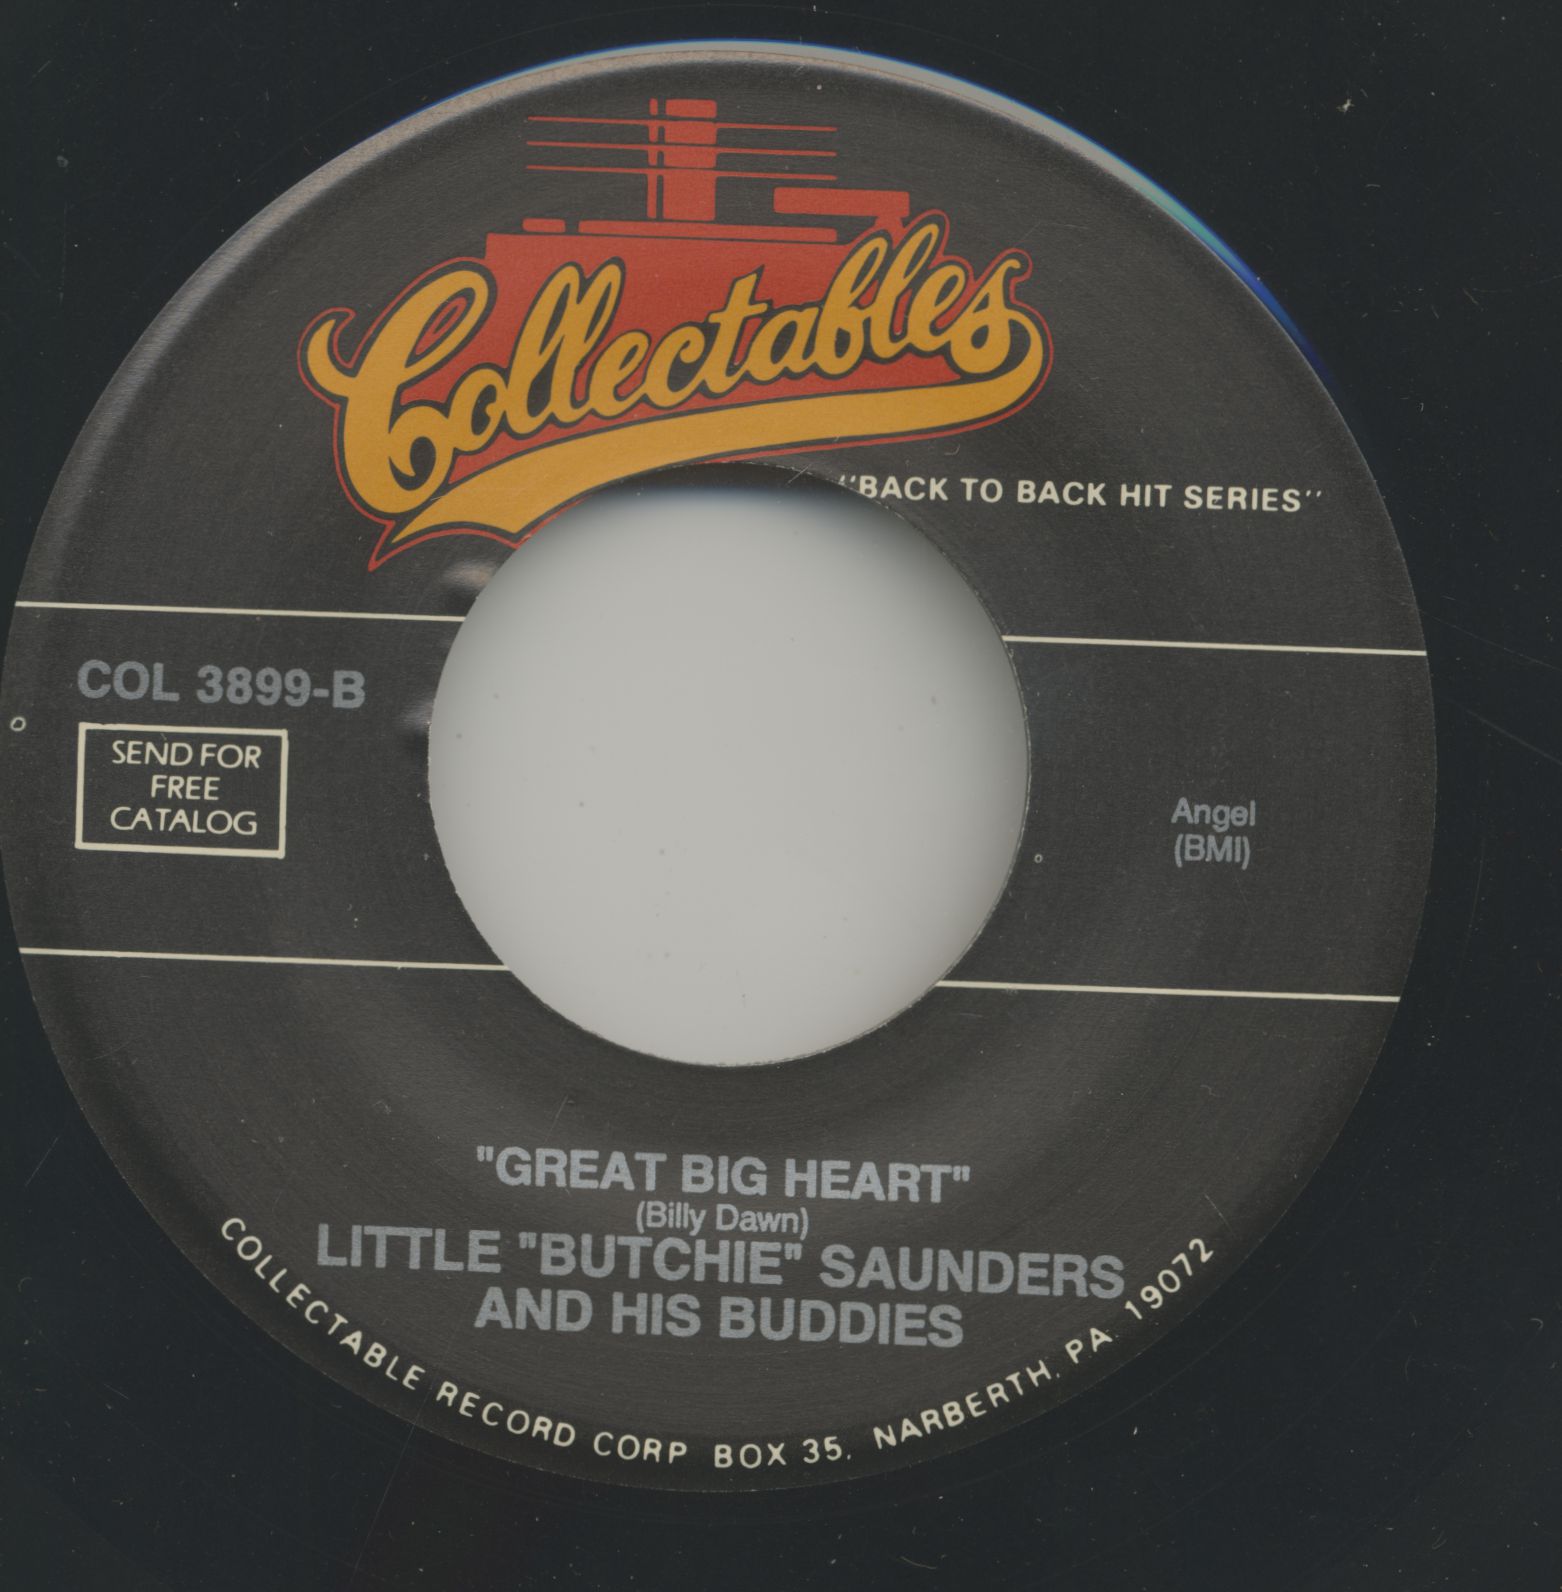 Collectables
"BACK TO BACK HIT SERIES"
COL 3899-B
SEND FOR
FREE
CATALOG
Angel
(BMI)
"GREAT BIG HEART"
(Billy Dawn)
LITTLE "BUTCHIE" SAUNDERS
AND HIS BUDDIES
COLLECTABLE RECORD CORP BOX 35, NARBERTH, PA 19072